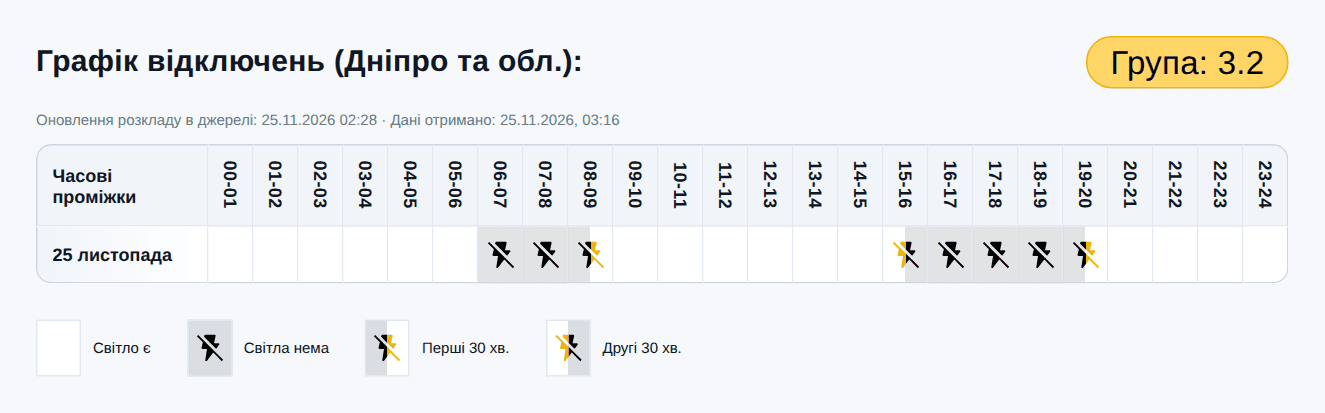 Графік відключень (Дніпро та обл.):
Група: 3.2
Оновлення розкладу в джерелі: 25.11.2026 02:28 · Дані отримано: 25.11.2026, 03:16
Часові
проміжки
00-01
01-02
02-03
03-04
04-05
05-06
06-07
07-08
08-09
09-10
10-11
11-12
12-13
13-14
14-15
15-16
16-17
17-18
18-19
19-20
20-21
21-22
22-23
23-24
25 листопада
Світло є
Світла нема
Перші 30 хв.
Другі 30 хв.